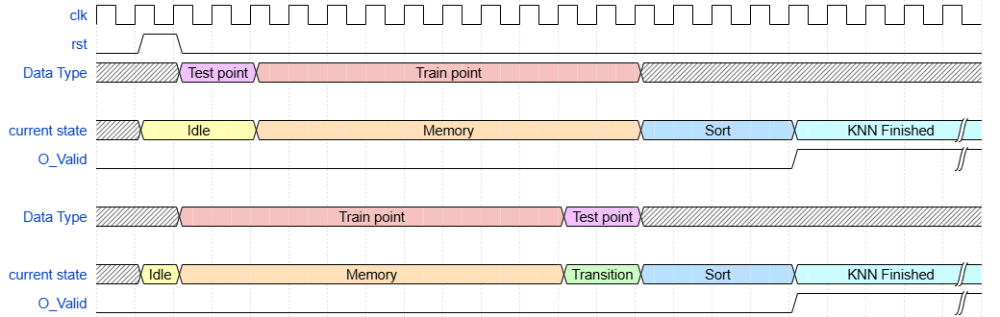 clk
rst
Data Type Test point Train point
current state Idle Memory Sort KNN Finished
O_Valid
Data Type Train point Test point
current state Idle Memory Transition Sort KNN Finished
O_Valid